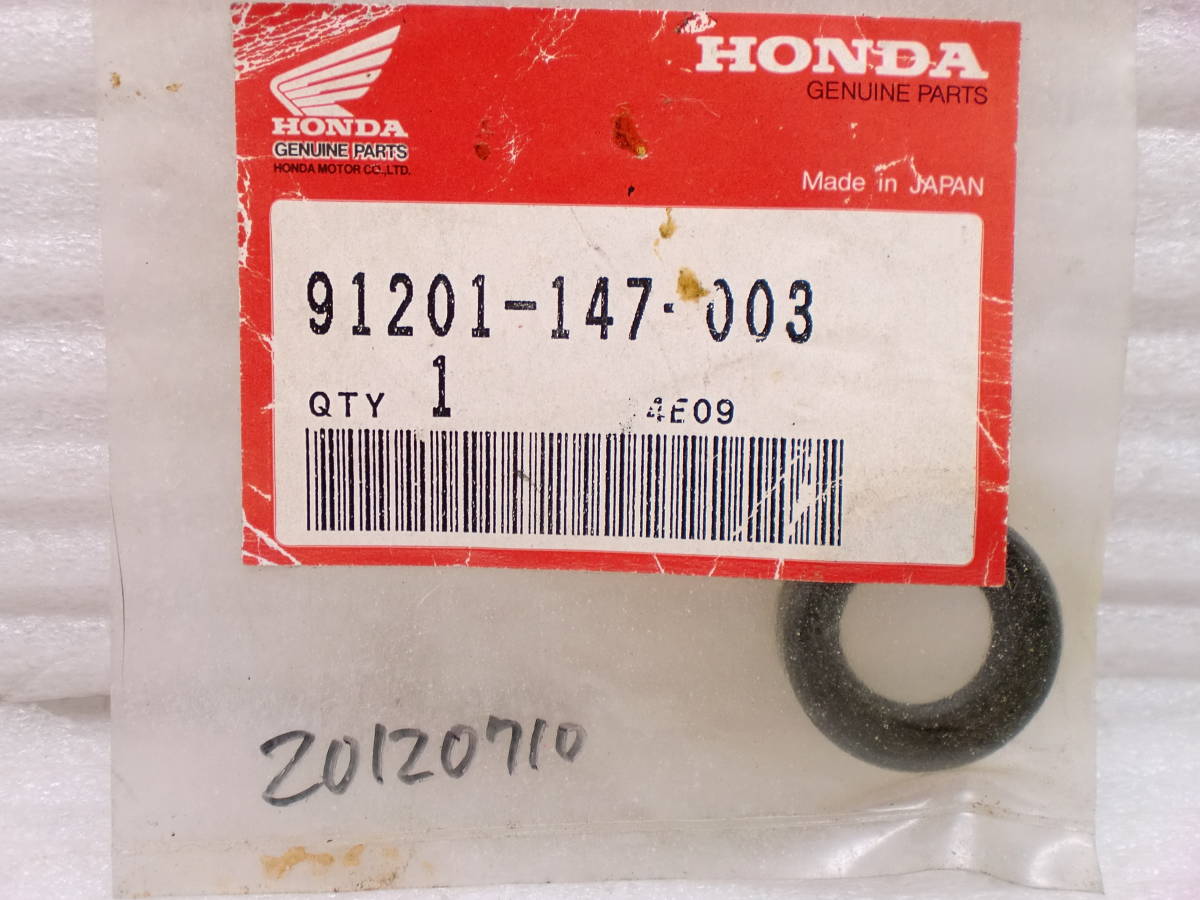 HONDA
GENUINE PARTS
HONDA MOTOR CO.,LTD.
HONDA
GENUINE PARTS
Made in JAPAN
91201-147-003
QTY 1
4E09
20120710